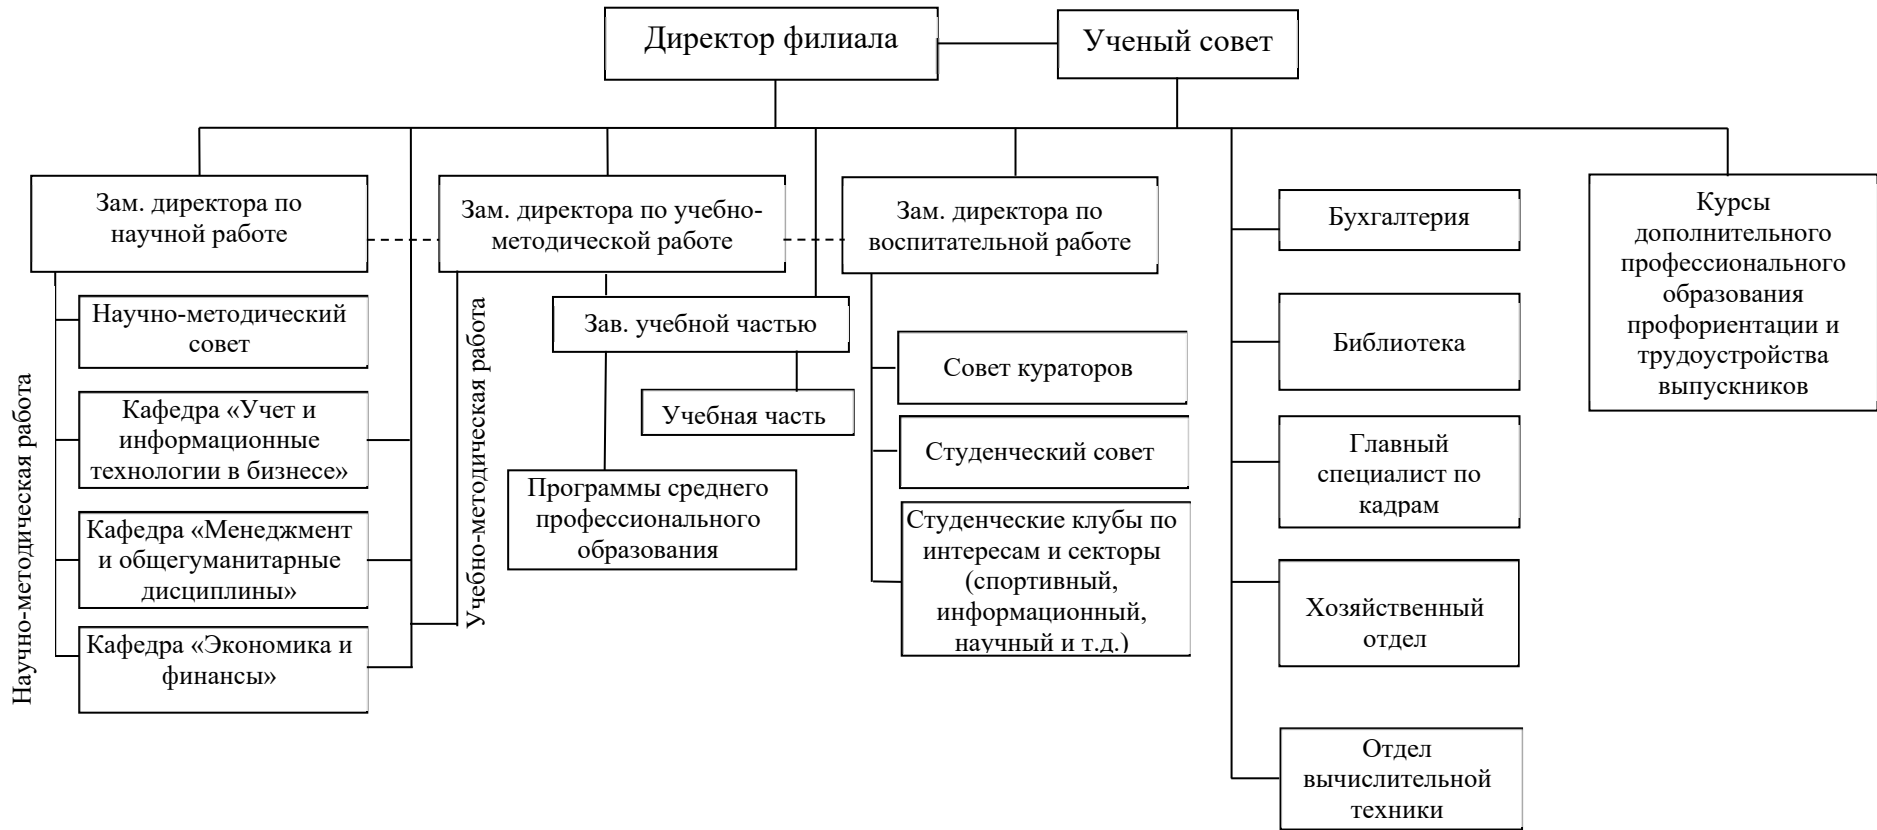 Директор филиала
Ученый совет
Зам. директора по
научной работе
Зам. директора по учебно-
методической работе
Зам. директора по
воспитательной работе
Бухгалтерия
Курсы
дополнительного
профессионального
образования
профориентации и
трудоустройства
выпускников
Научно-методическая работа
Научно-методический
совет
Кафедра «Учет и
информационные
технологии в бизнесе»
Кафедра «Менеджмент
и общегуманитарные
дисциплины»
Кафедра «Экономика и
финансы»
Учебно-методическая работа
Зав. учебной частью
Учебная часть
Программы среднего
профессионального
образования
Совет кураторов
Студенческий совет
Студенческие клубы по
интересам и секторы
(спортивный,
информационный,
научный и т.д.)
Библиотека
Главный
специалист по
кадрам
Хозяйственный
отдел
Отдел
вычислительной
техники